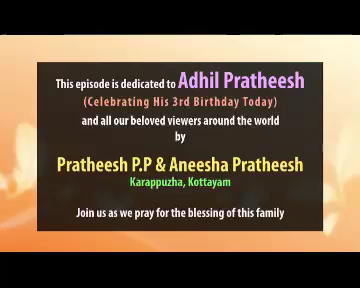 This episode is dedicated to Adhil Pratheesh
(Celebrating His 3rd Birthday Today)
and all our beloved viewers around the world
by
Pratheesh P.P & Aneesha Pratheesh
Karappuzha, Kottayam
Join us as we pray for the blessing of this family